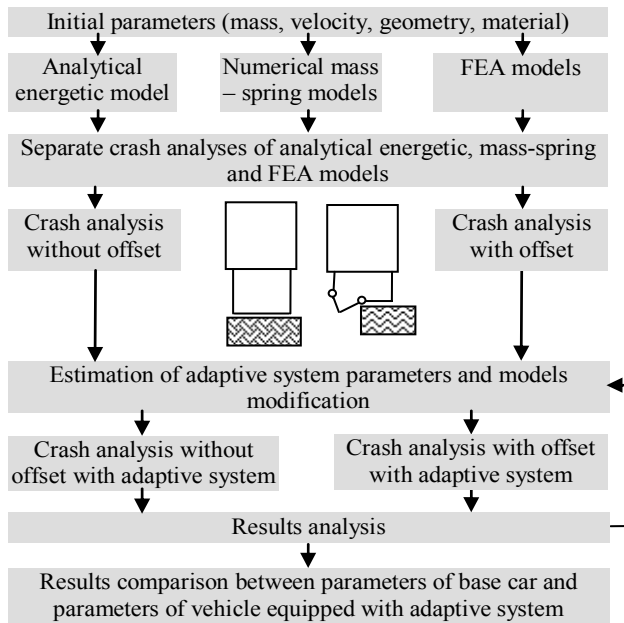 Initial parameters (mass, velocity, geometry, material)
Analytical
energetic model
Numerical mass
– spring models
FEA models
Separate crash analyses of analytical energetic, mass-spring
and FEA models
Crash analysis
without offset
Crash analysis
with offset
Estimation of adaptive system parameters and models
modification
Crash analysis without
offset with adaptive system
Crash analysis with offset
with adaptive system
Results analysis
Results comparison between parameters of base car and
parameters of vehicle equipped with adaptive system